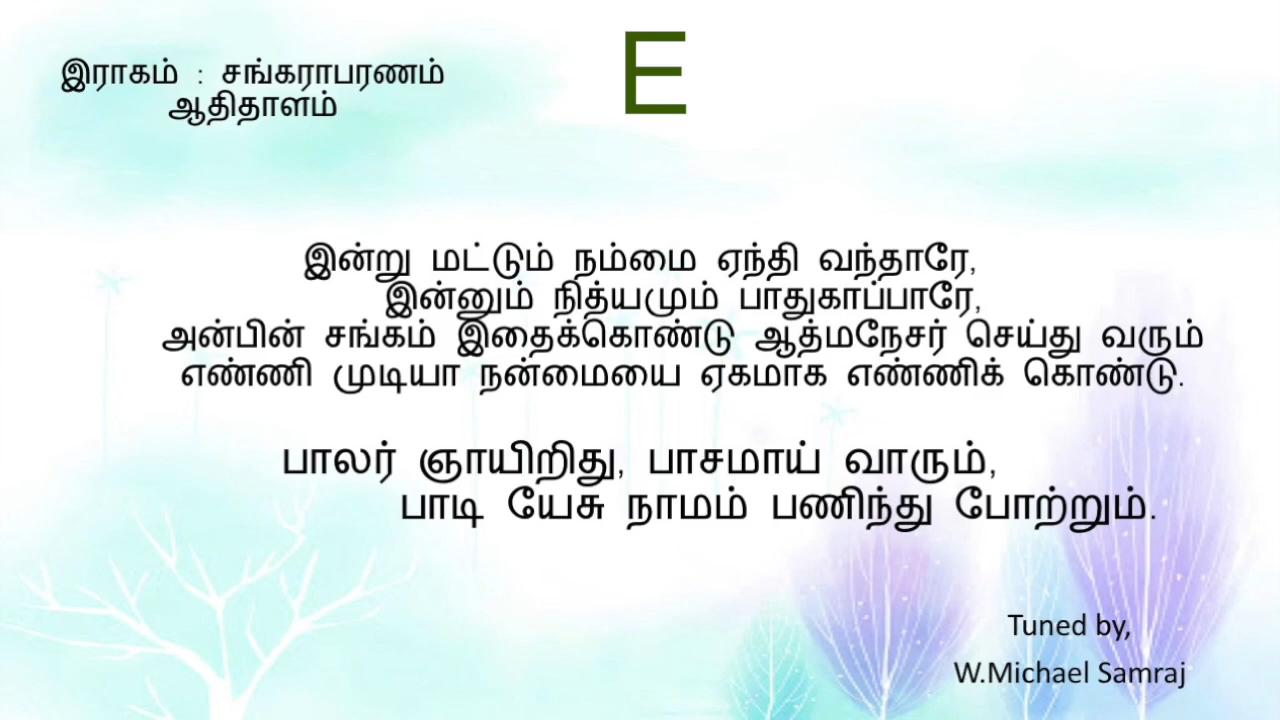 இராகம் : சங்கராபரணம்
ஆதிதாளம்
E
இன்று மட்டும் நம்மை ஏந்தி வந்தாரே,
இன்னும் நித்யமும் பாதுகாப்பாரே,
அன்பின் சங்கம் இதைக்கொண்டு ஆத்மநேசர் செய்து வரும்
எண்ணி முடியா நன்மையை ஏகமாக எண்ணிக் கொண்டு.
பாலர் ஞாயிறிது, பாசமாய் வாரும்,
பாடி யேசு நாமம் பணிந்து போற்றும்.
Tuned by,
W.Michael Samraj